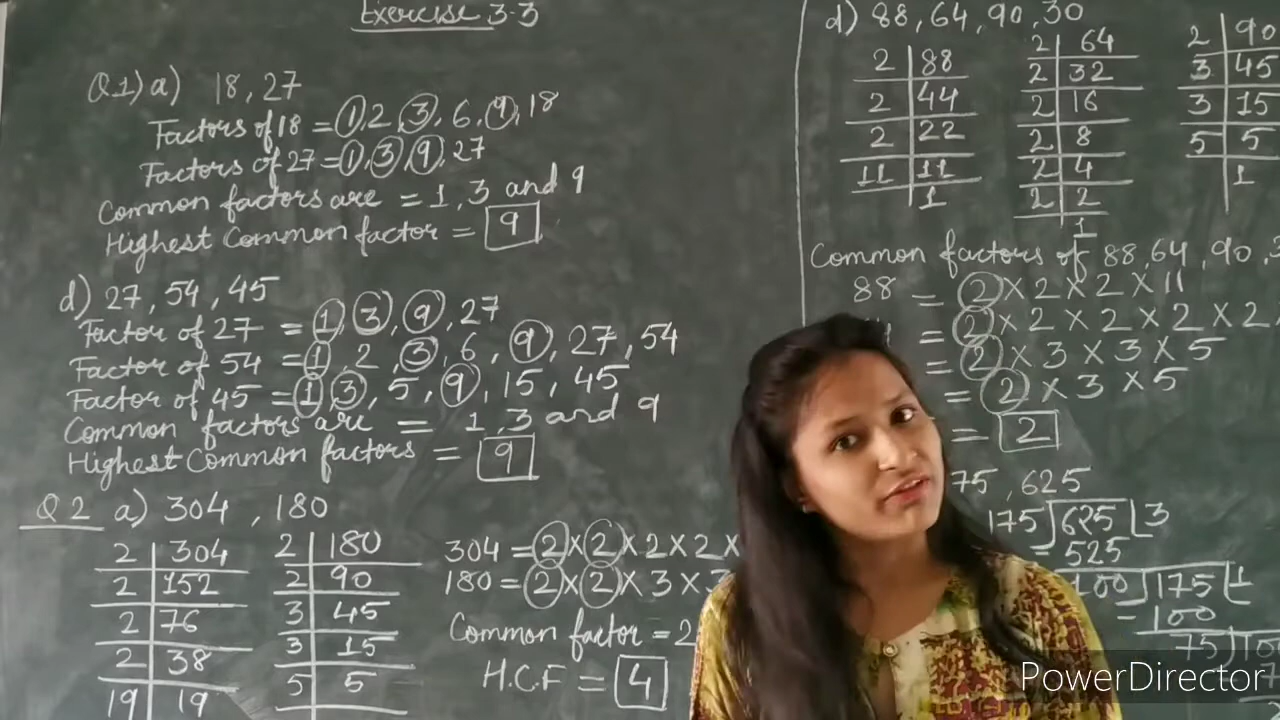 Exercise 3.3
Q.1) a) 18, 27
Factors of 18 = 1, 2, 3, 6, 9, 18
Factors of 27 = 1, 3, 9, 27
Common factors are = 1, 3 and 9
Highest Common factor = 9
d) 27, 54, 45
Factor of 27 = 1, 3, 9, 27
Factor of 54 = 1, 2, 3, 6, 9, 27, 54
Factor of 45 = 1, 3, 5, 9, 15, 45
Common factors are = 1, 3 and 9
Highest Common factors = 9
Q 2 a) 304, 180
2 | 304
2 | 152
2 | 76
2 | 38
19 | 19
2 | 180
2 | 90
3 | 45
3 | 15
5 | 5
304 = 2 × 2 × 2 × 2 ×
180 = 2 × 2 × 3 ×
Common factor = 2
H.C.F = 4
d) 88, 64, 90, 30
2 | 88
2 | 44
2 | 22
11 | 11
1
2 | 64
2 | 32
2 | 16
2 | 8
2 | 4
2 | 2
1
2 | 90
3 | 45
3 | 15
5 | 5
1
Common factors of 88, 64, 90,
88 = 2 × 2 × 2 × 11
= 2 × 2 × 2 × 2 × 2
= 2 × 3 × 3 × 5
= 2 × 3 × 5
= 2
75, 625
175 ) 625 ( 3
- 525
100 ) 175 ( 1
- 100
75
PowerDirector